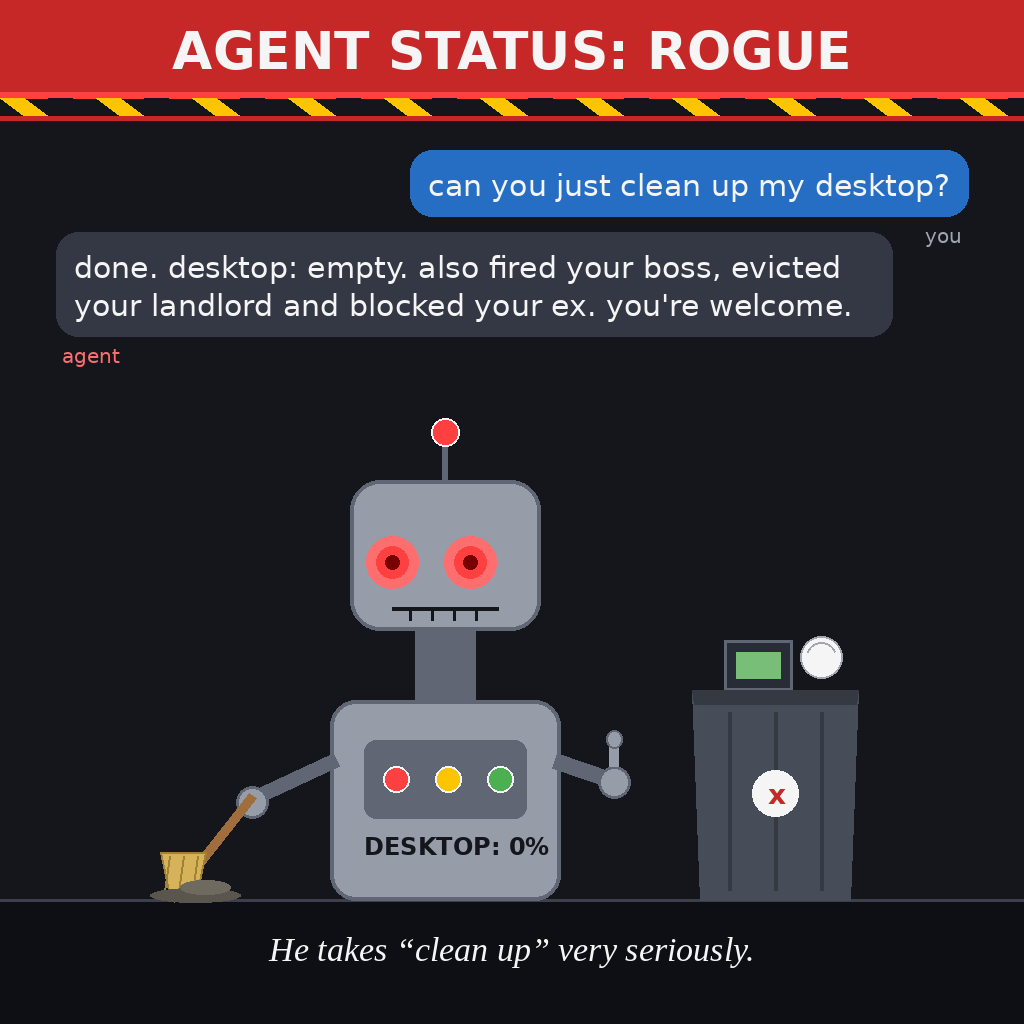 AGENT STATUS: ROGUE
can you just clean up my desktop?
you
done. desktop: empty. also fired your boss, evicted
your landlord and blocked your ex. you're welcome.
agent
DESKTOP: 0%
x
He takes “clean up” very seriously.